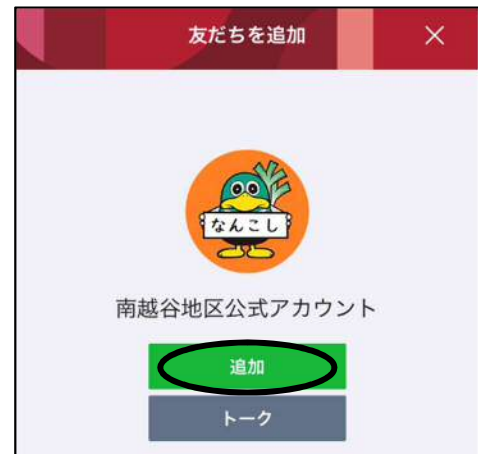 友だちを追加
なんこし
南越谷地区公式アカウント
追加
トーク